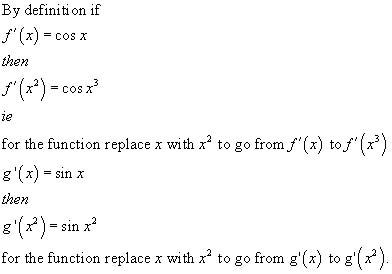 By definition if
f'(x) = cos x
then
f'(x²) = cos x³
ie
for the function replace x with x² to go from f'(x) to f'(x³)
g'(x) = sin x
then
g'(x²) = sin x²
for the function replace x with x² to go from g'(x) to g'(x²).